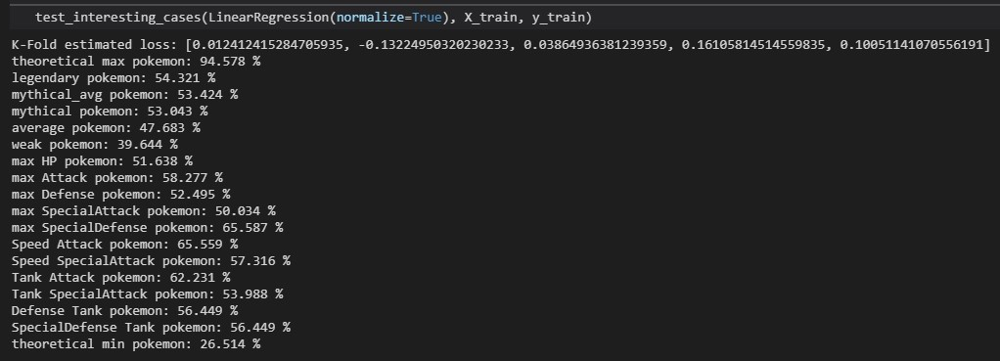 test_interesting_cases(LinearRegression(normalize=True), X_train, y_train)
K-Fold estimated loss: [0.012412415284705935, -0.13224950320230233, 0.03864936381239359, 0.16105814514559835, 0.10051141070556191]
theoretical max pokemon: 94.578 %
legendary pokemon: 54.321 %
mythical_avg pokemon: 53.424 %
mythical pokemon: 53.043 %
average pokemon: 47.683 %
weak pokemon: 39.644 %
max HP pokemon: 51.638 %
max Attack pokemon: 58.277 %
max Defense pokemon: 52.495 %
max SpecialAttack pokemon: 50.034 %
max SpecialDefense pokemon: 65.587 %
Speed Attack pokemon: 65.559 %
Speed SpecialAttack pokemon: 57.316 %
Tank Attack pokemon: 62.231 %
Tank SpecialAttack pokemon: 53.988 %
Defense Tank pokemon: 56.449 %
SpecialDefense Tank pokemon: 56.449 %
theoretical min pokemon: 26.514 %